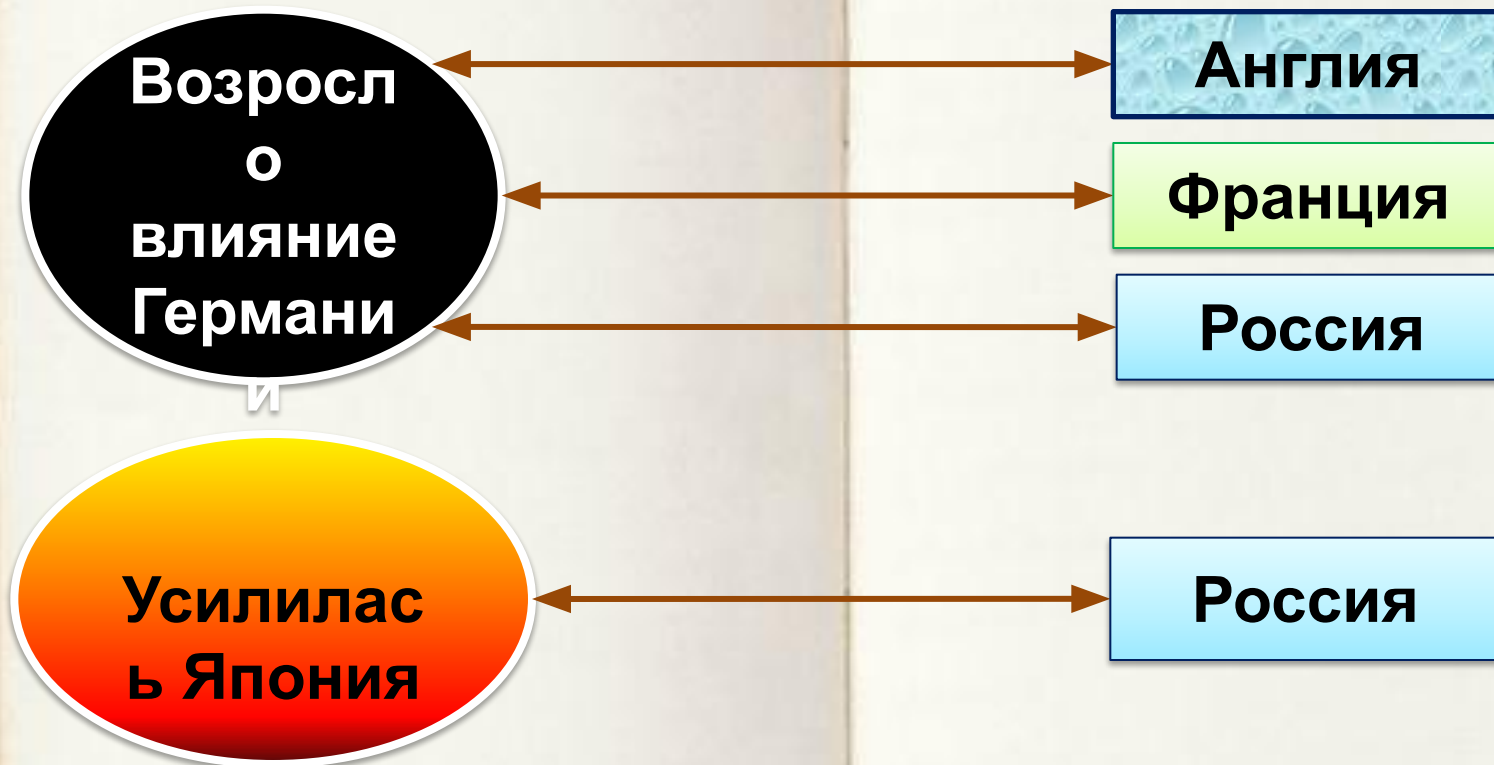 Возросл
о
влияние
Германи
и
Англия
Франция
Россия
Усилилас
ь Япония
Россия